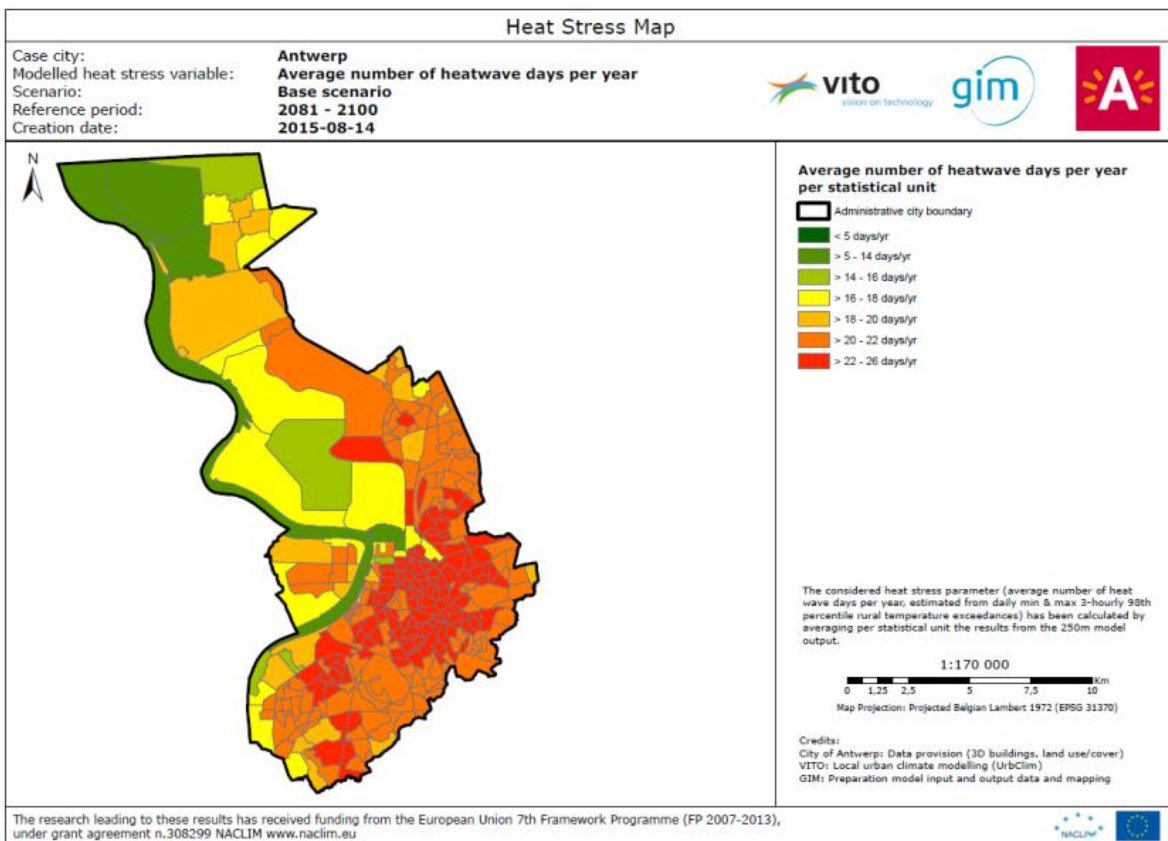 Heat Stress Map
Case city: Antwerp
Modelled heat stress variable: Average number of heatwave days per year
Scenario: Base scenario
Reference period: 2081 - 2100
Creation date: 2015-08-14
vito
vision on technology
gim
A
N
Average number of heatwave days per year
per statistical unit
Administrative city boundary
< 5 days/yr
> 5 - 14 days/yr
> 14 - 16 days/yr
> 16 - 18 days/yr
> 18 - 20 days/yr
> 20 - 22 days/yr
> 22 - 26 days/yr
The considered heat stress parameter (average number of heat
wave days per year, estimated from daily min & max 3-hourly 98th
percentile rural temperature exceedances) has been calculated by
averaging per statistical unit the results from the 250m model
output.
1:170 000
Km
0 1,25 2,5 5 7,5 10
Map Projection: Projected Belgian Lambert 1972 (EPSG 31370)
Credits:
City of Antwerp: Data provision (3D buildings, land use/cover)
VITO: Local urban climate modelling (UrbClim)
GIM: Preparation model input and output data and mapping
The research leading to these results has received funding from the European Union 7th Framework Programme (FP 2007-2013),
under grant agreement n.308299 NACLIM www.naclim.eu
NACLIM